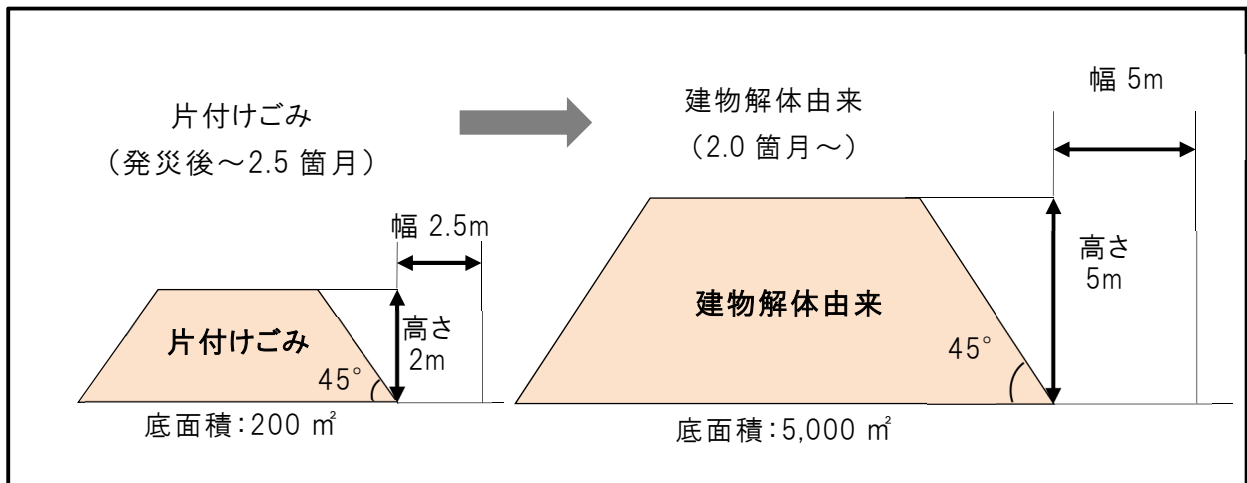 片付けごみ
（発災後～2.5 箇月）
建物解体由来
（2.0 箇月～）
幅 5m
幅 2.5m
高さ
2m
片付けごみ
45°
底面積：200 ㎡
高さ
5m
建物解体由来
45°
底面積：5,000 ㎡